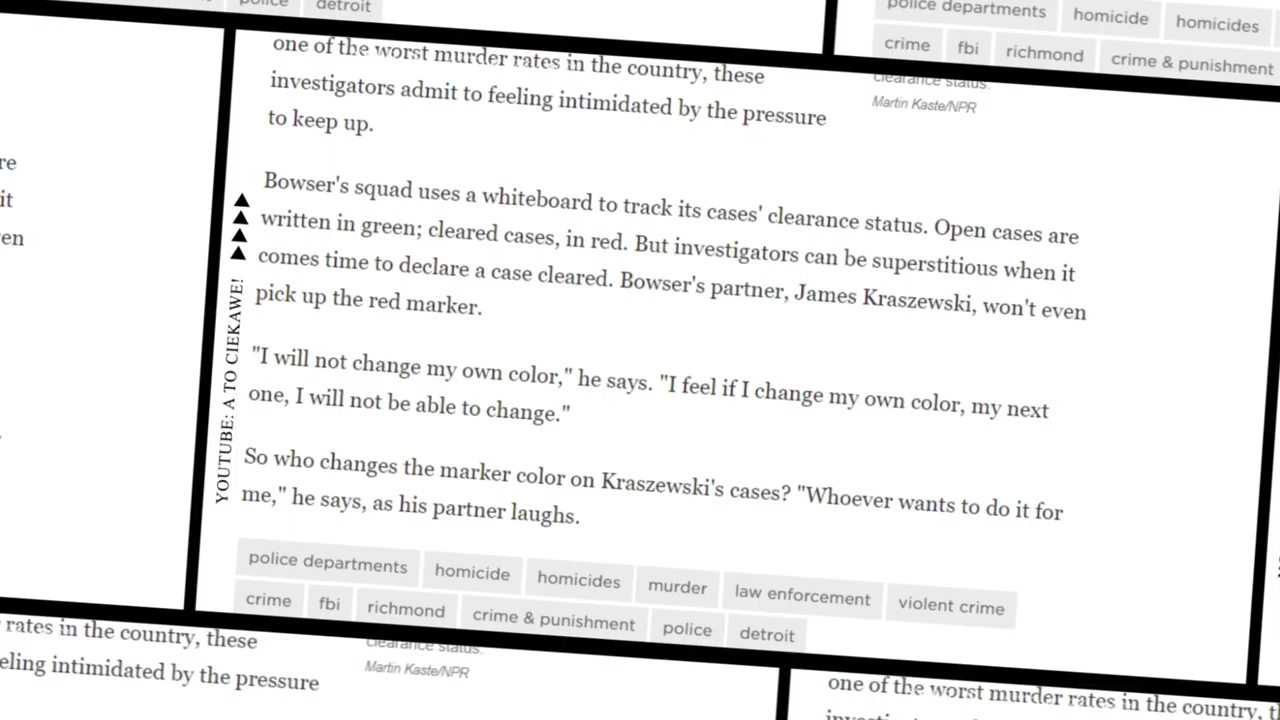 police
detroit
police departments
homicide
homicides
crime
fbi
richmond
crime & punishment
one of the worst murder rates in the country, these
investigators admit to feeling intimidated by the pressure
to keep up.
clearance status.
Martin Kaste/NPR
re
it
en
Bowser's squad uses a whiteboard to track its cases' clearance status. Open cases are
written in green; cleared cases, in red. But investigators can be superstitious when it
comes time to declare a case cleared. Bowser's partner, James Kraszewski, won't even
pick up the red marker.
"I will not change my own color," he says. "I feel if I change my own color, my next
one, I will not be able to change."
So who changes the marker color on Kraszewski's cases? "Whoever wants to do it for
me," he says, as his partner laughs.
YOUTUBE: A TO CIEKAWE!
police departments
homicide
homicides
murder
law enforcement
violent crime
crime
fbi
richmond
crime & punishment
police
detroit
rates in the country, these
eling intimidated by the pressure
clearance status.
Martin Kaste/NPR
one of the worst murder rates in the country, t